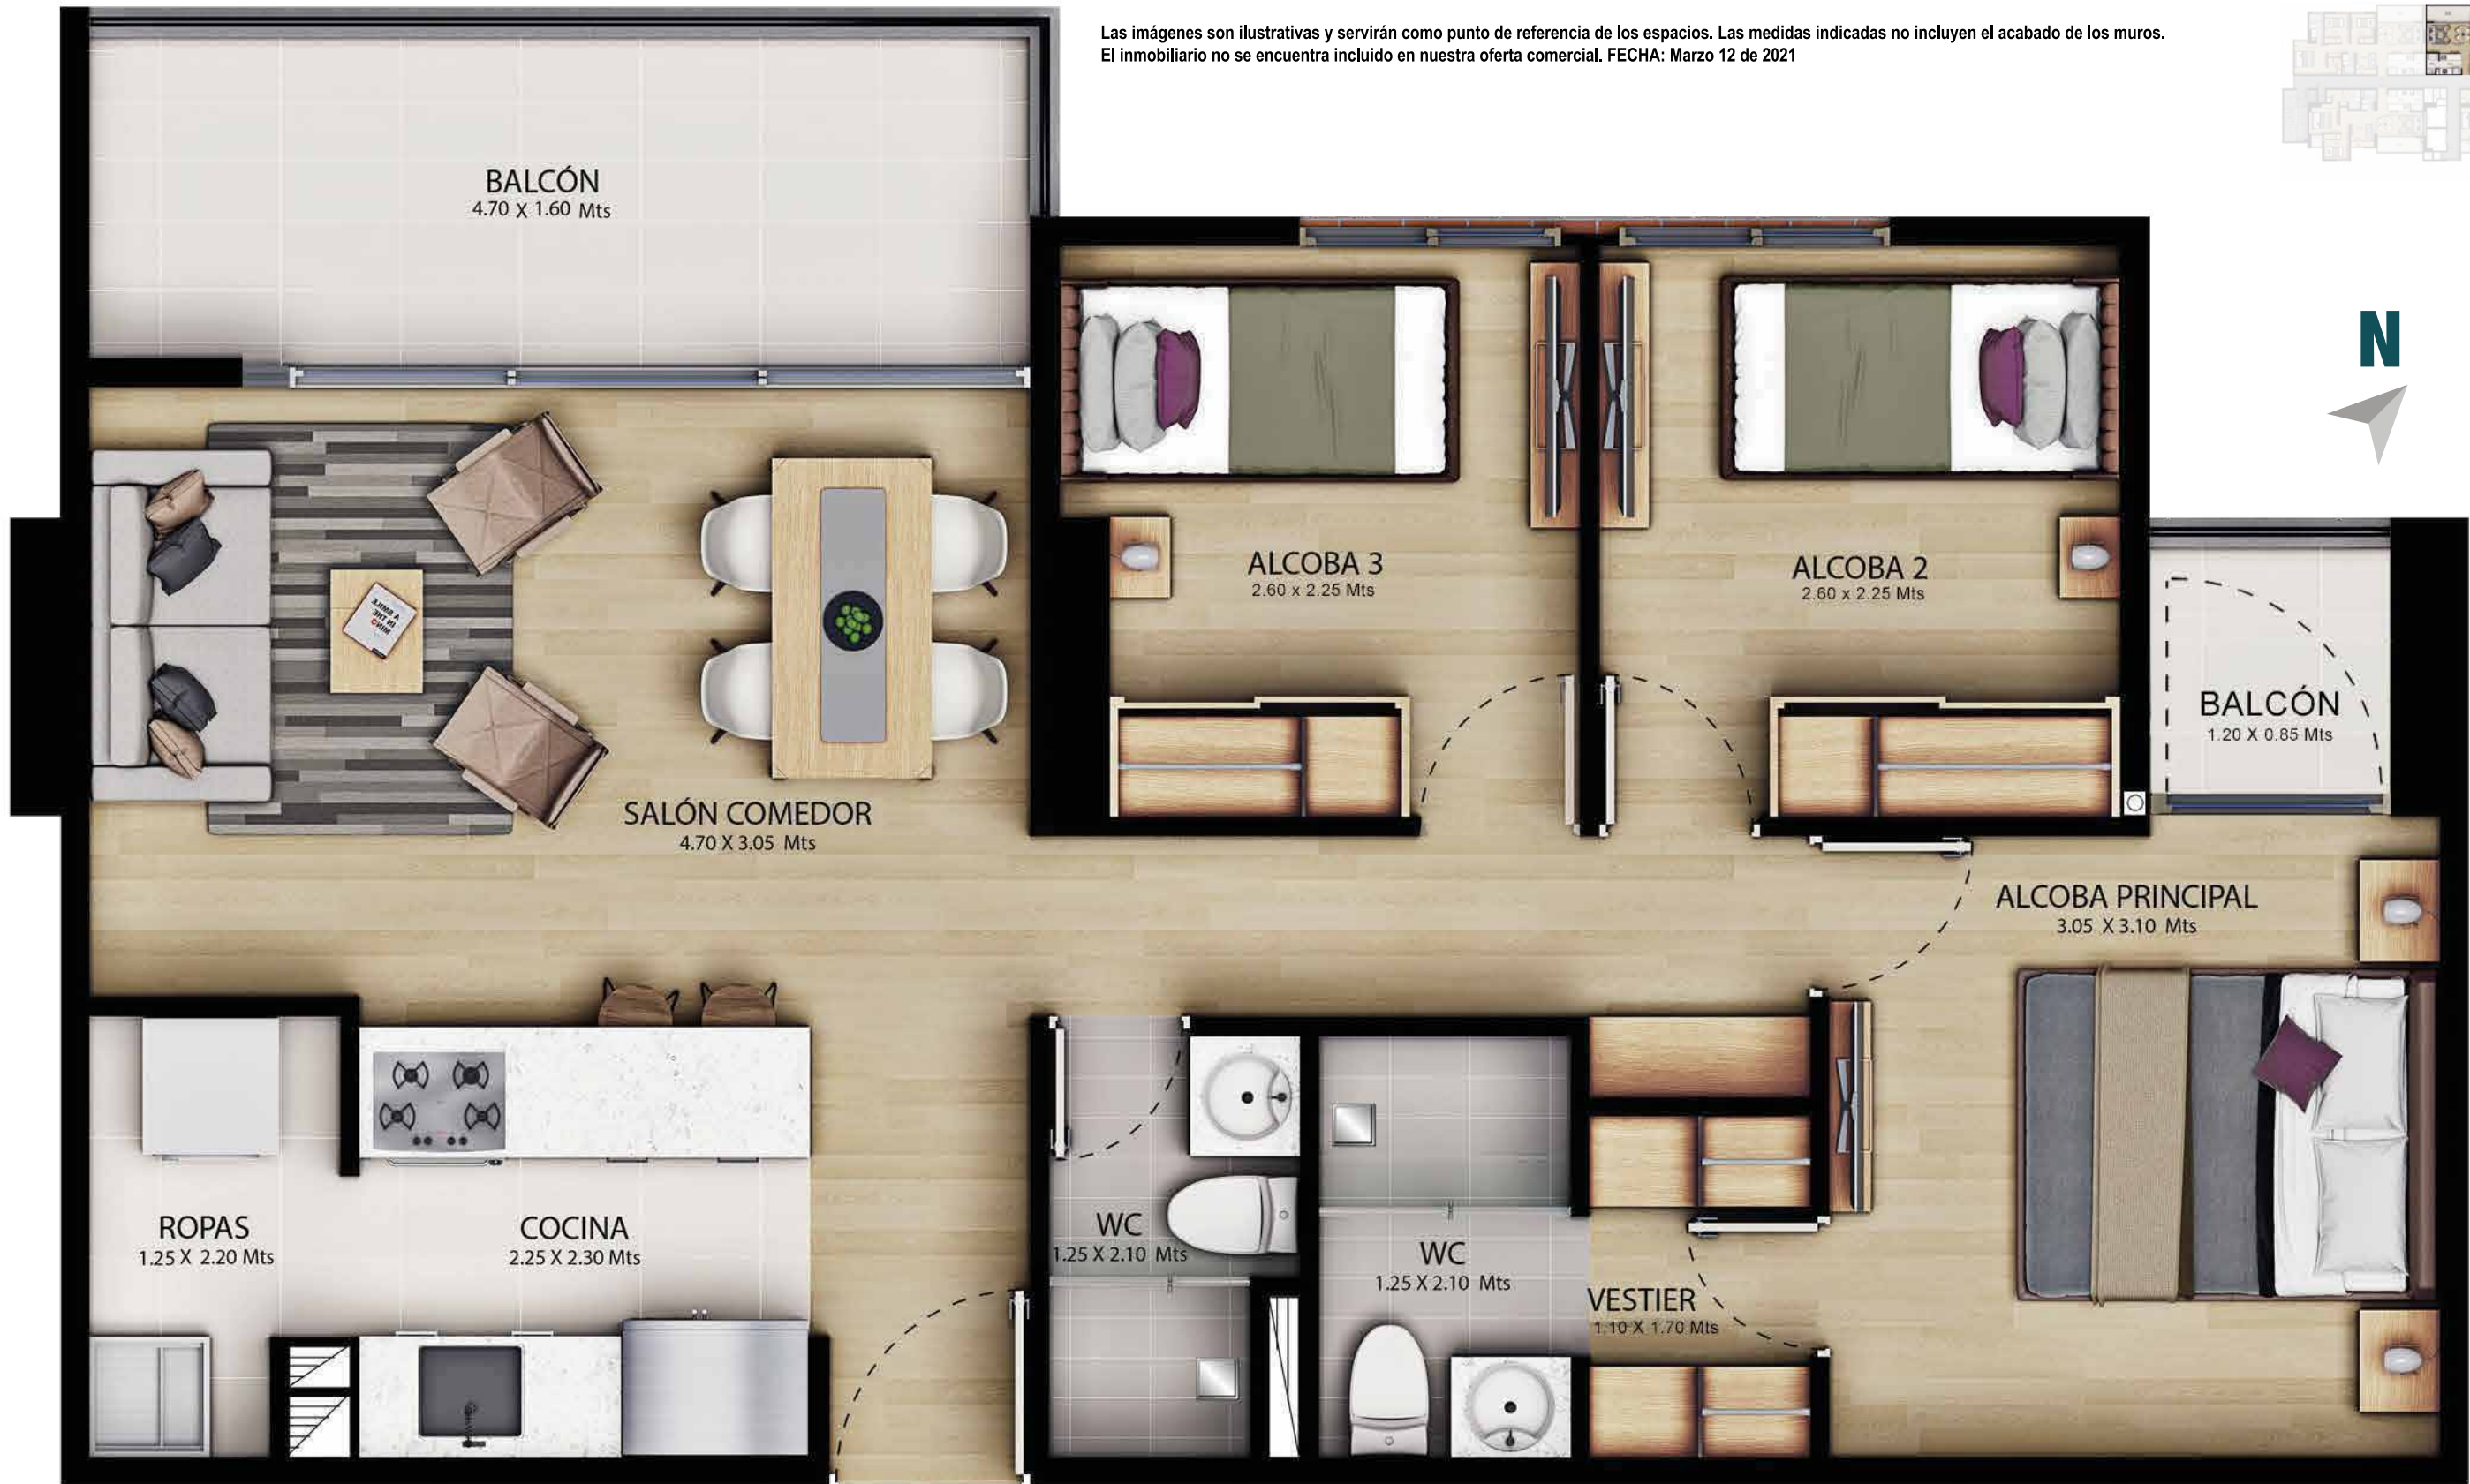 Las imágenes son ilustrativas y servirán como punto de referencia de los espacios. Las medidas indicadas no incluyen el acabado de los muros.
El inmobiliario no se encuentra incluido en nuestra oferta comercial. FECHA: Marzo 12 de 2021
BALCÓN
4.70 X 1.60 Mts
N
ALCOBA 3
2.60 x 2.25 Mts
ALCOBA 2
2.60 x 2.25 Mts
A SMILE
IN THE
MIND
BALCÓN
1.20 X 0.85 Mts
SALÓN COMEDOR
4.70 X 3.05 Mts
ALCOBA PRINCIPAL
3.05 X 3.10 Mts
ROPAS
1.25 X 2.20 Mts
COCINA
2.25 X 2.30 Mts
WC
1.25 X 2.10 Mts
WC
1.25 X 2.10 Mts
VESTIER
1.10 X 1.70 Mts